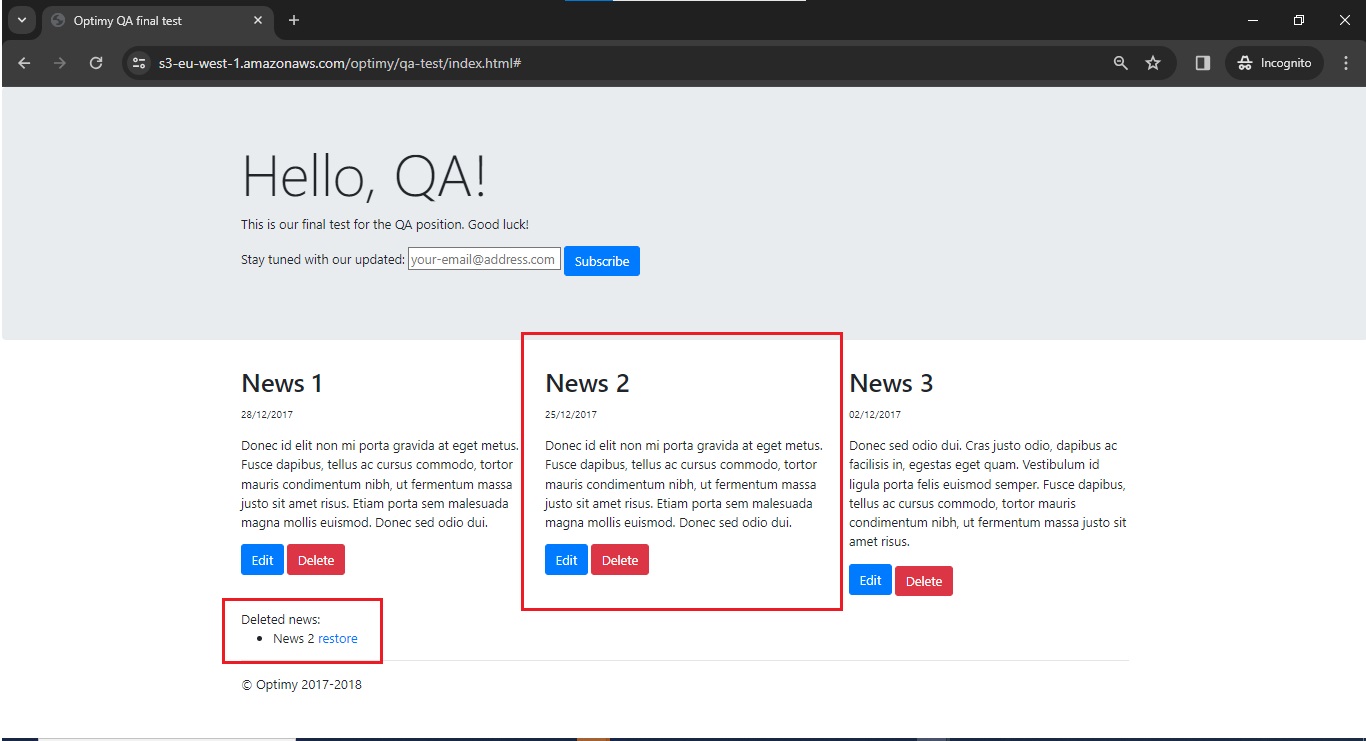 Optimy QA final test
s3-eu-west-1.amazonaws.com/optimy/qa-test/index.html#
Incognito
Hello, QA!
This is our final test for the QA position. Good luck!
Stay tuned with our updated: your-email@address.com Subscribe
News 1
28/12/2017
Donec id elit non mi porta gravida at eget metus.
Fusce dapibus, tellus ac cursus commodo, tortor
mauris condimentum nibh, ut fermentum massa
justo sit amet risus. Etiam porta sem malesuada
magna mollis euismod. Donec sed odio dui.
Edit Delete
News 2
25/12/2017
Donec id elit non mi porta gravida at eget metus.
Fusce dapibus, tellus ac cursus commodo, tortor
mauris condimentum nibh, ut fermentum massa
justo sit amet risus. Etiam porta sem malesuada
magna mollis euismod. Donec sed odio dui.
Edit Delete
News 3
02/12/2017
Donec sed odio dui. Cras justo odio, dapibus ac
facilisis in, egestas eget quam. Vestibulum id
ligula porta felis euismod semper. Fusce dapibus,
tellus ac cursus commodo, tortor mauris
condimentum nibh, ut fermentum massa justo sit
amet risus.
Edit Delete
Deleted news:
• News 2 restore
© Optimy 2017-2018